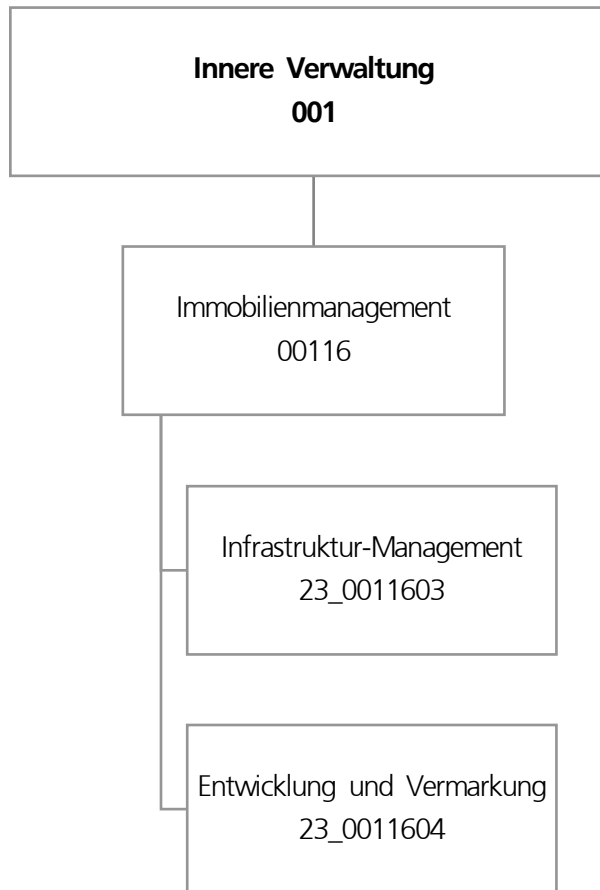 Innere Verwaltung
001
Immobilienmanagement
00116
Infrastruktur-Management
23_0011603
Entwicklung und Vermarkung
23_0011604